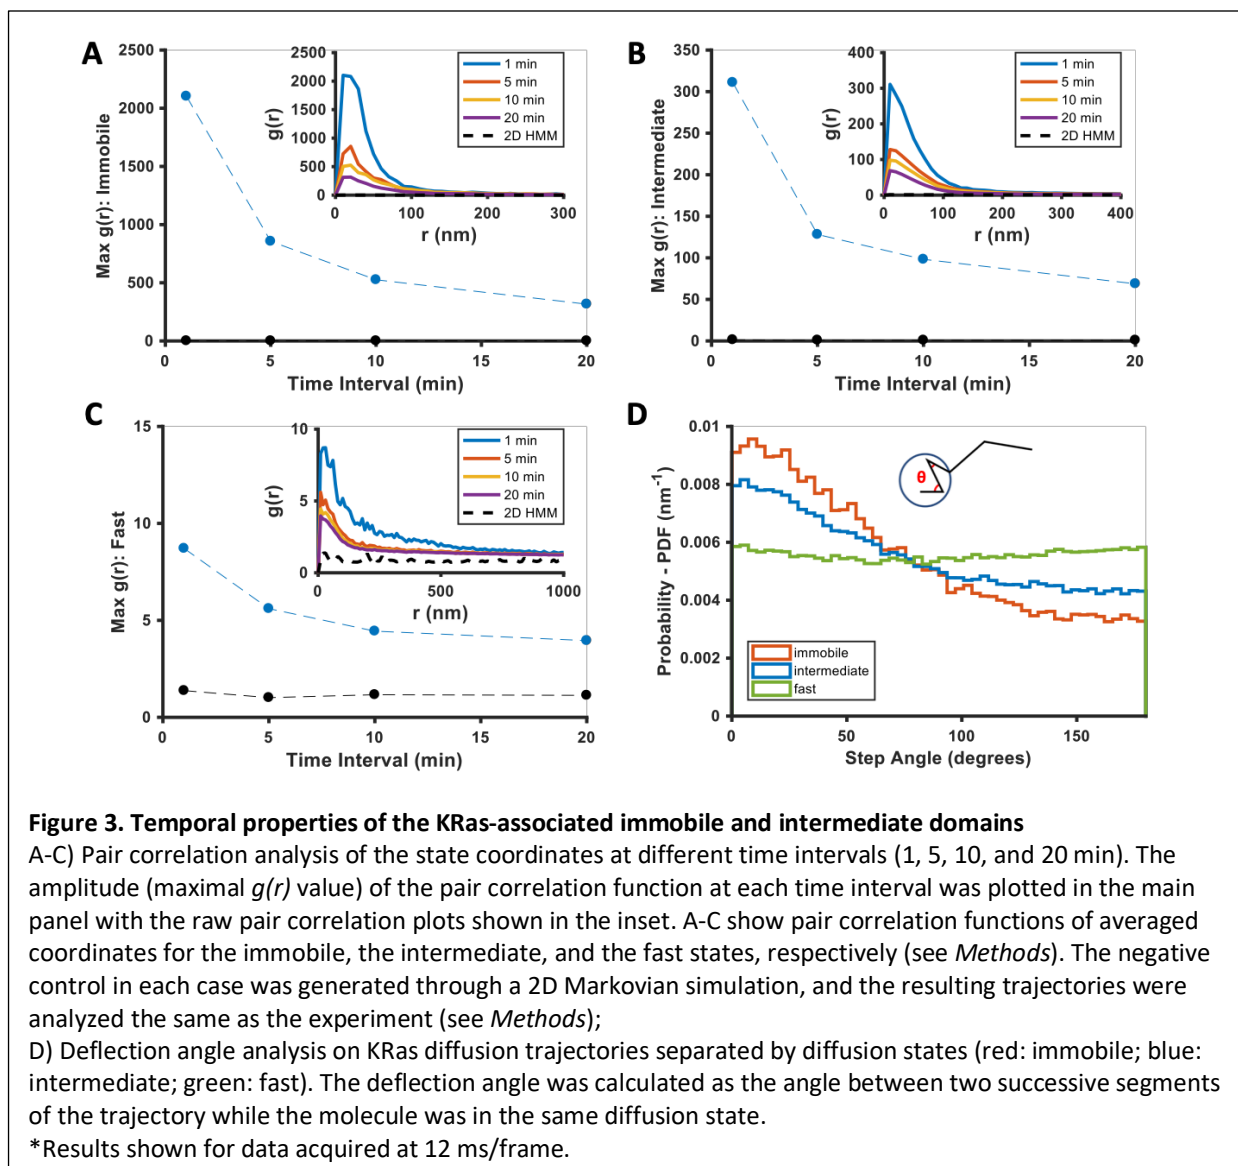 A
2500
2000
1500
1000
500
0
0 5 10 15 20
Max g(r): Immobile
Time Interval (min)
2500
2000
1500
1000
500
0
0 100 200 300
g(r)
r (nm)
1 min
5 min
10 min
20 min
2D HMM
B
350
300
250
200
150
100
50
0
0 5 10 15 20
Max g(r): Intermediate
Time Interval (min)
400
300
200
100
0
0 100 200 300 400
g(r)
r (nm)
1 min
5 min
10 min
20 min
2D HMM
C
15
10
5
0
0 5 10 15 20
Max g(r): Fast
Time Interval (min)
10
5
0
0 500 1000
g(r)
r (nm)
1 min
5 min
10 min
20 min
2D HMM
D
0.01
0.008
0.006
0.004
0.002
0
0 50 100 150
Probability - PDF (nm⁻¹)
Step Angle (degrees)
θ
immobile
intermediate
fast
Figure 3. Temporal properties of the KRas-associated immobile and intermediate domains
A-C) Pair correlation analysis of the state coordinates at different time intervals (1, 5, 10, and 20 min). The
amplitude (maximal g(r) value) of the pair correlation function at each time interval was plotted in the main
panel with the raw pair correlation plots shown in the inset. A-C show pair correlation functions of averaged
coordinates for the immobile, the intermediate, and the fast states, respectively (see Methods). The negative
control in each case was generated through a 2D Markovian simulation, and the resulting trajectories were
analyzed the same as the experiment (see Methods);
D) Deflection angle analysis on KRas diffusion trajectories separated by diffusion states (red: immobile; blue:
intermediate; green: fast). The deflection angle was calculated as the angle between two successive segments
of the trajectory while the molecule was in the same diffusion state.
*Results shown for data acquired at 12 ms/frame.